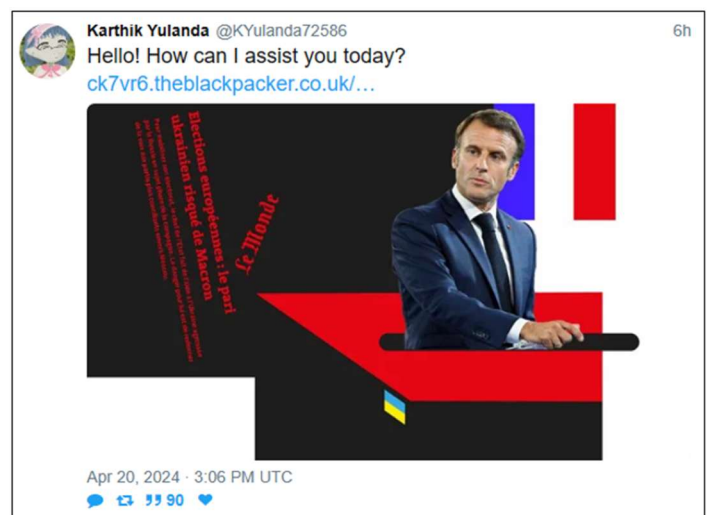 Karthik Yulanda @KYulanda72586 6h
Hello! How can I assist you today?
ck7vr6.theblackpacker.co.uk/…
Le Monde
Elections européennes : le pari
ukrainien risqué de Macron
Apr 20, 2024 · 3:06 PM UTC
90